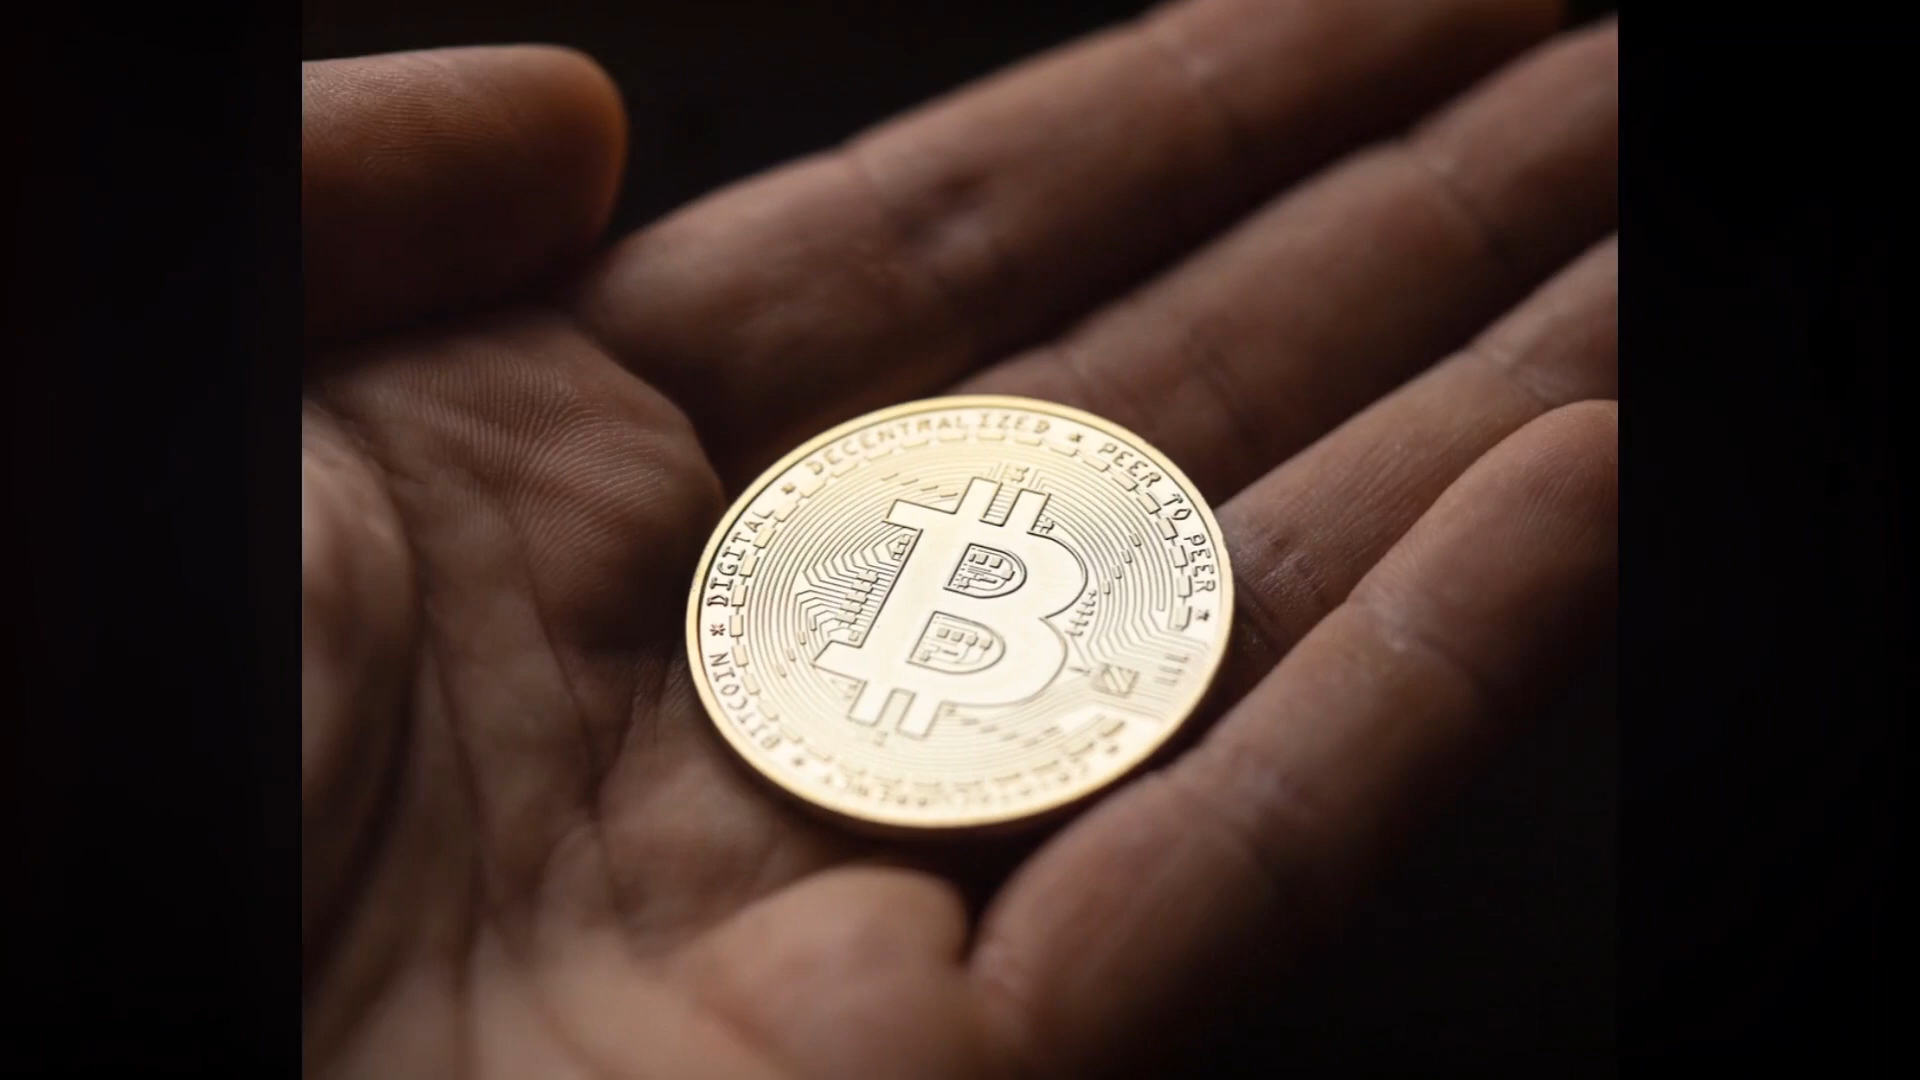 BITCOIN * DIGITAL * DECENTRALIZED * PEER TO PEER *